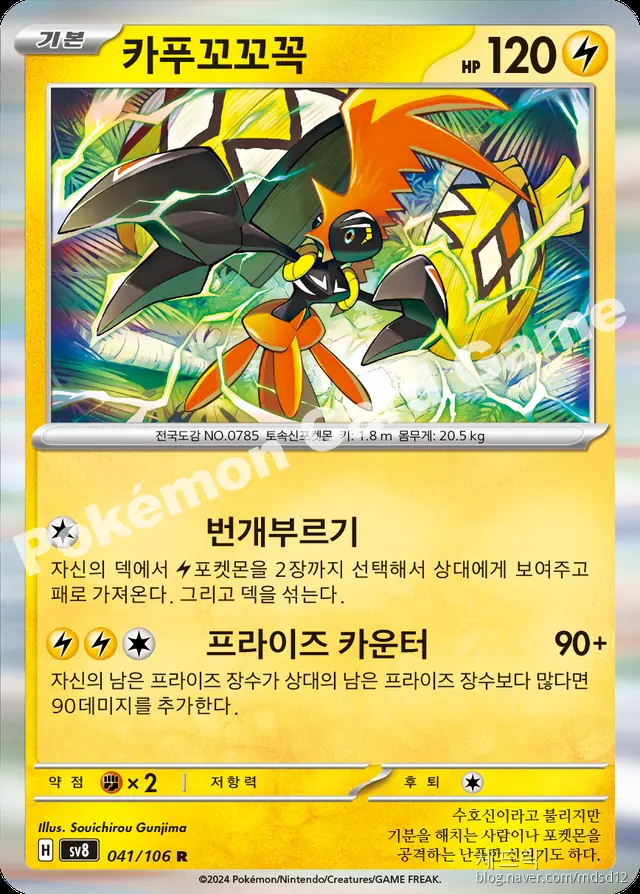 기본 카푸꼬꼬꼭 HP 120
전국도감 NO.0785 토속신포켓몬 키: 1.8 m 몸무게: 20.5 kg
Pokémon Card Game
번개부르기
자신의 덱에서 포켓몬을 2장까지 선택해서 상대에게 보여주고
패로 가져온다. 그리고 덱을 섞는다.
프라이즈 카운터 90+
자신의 남은 프라이즈 장수가 상대의 남은 프라이즈 장수보다 많다면
90데미지를 추가한다.
약 점 ×2 저항력 후 퇴
Illus. Souichirou Gunjima
수호신이라고 불리지만
기분을 해치는 사람이나 포켓몬을
공격하는 난폭한 신이기도 하다.
H sv8 041/106 R
blog.naver.com/mdsd12
©2024 Pokémon/Nintendo/Creatures/GAME FREAK.